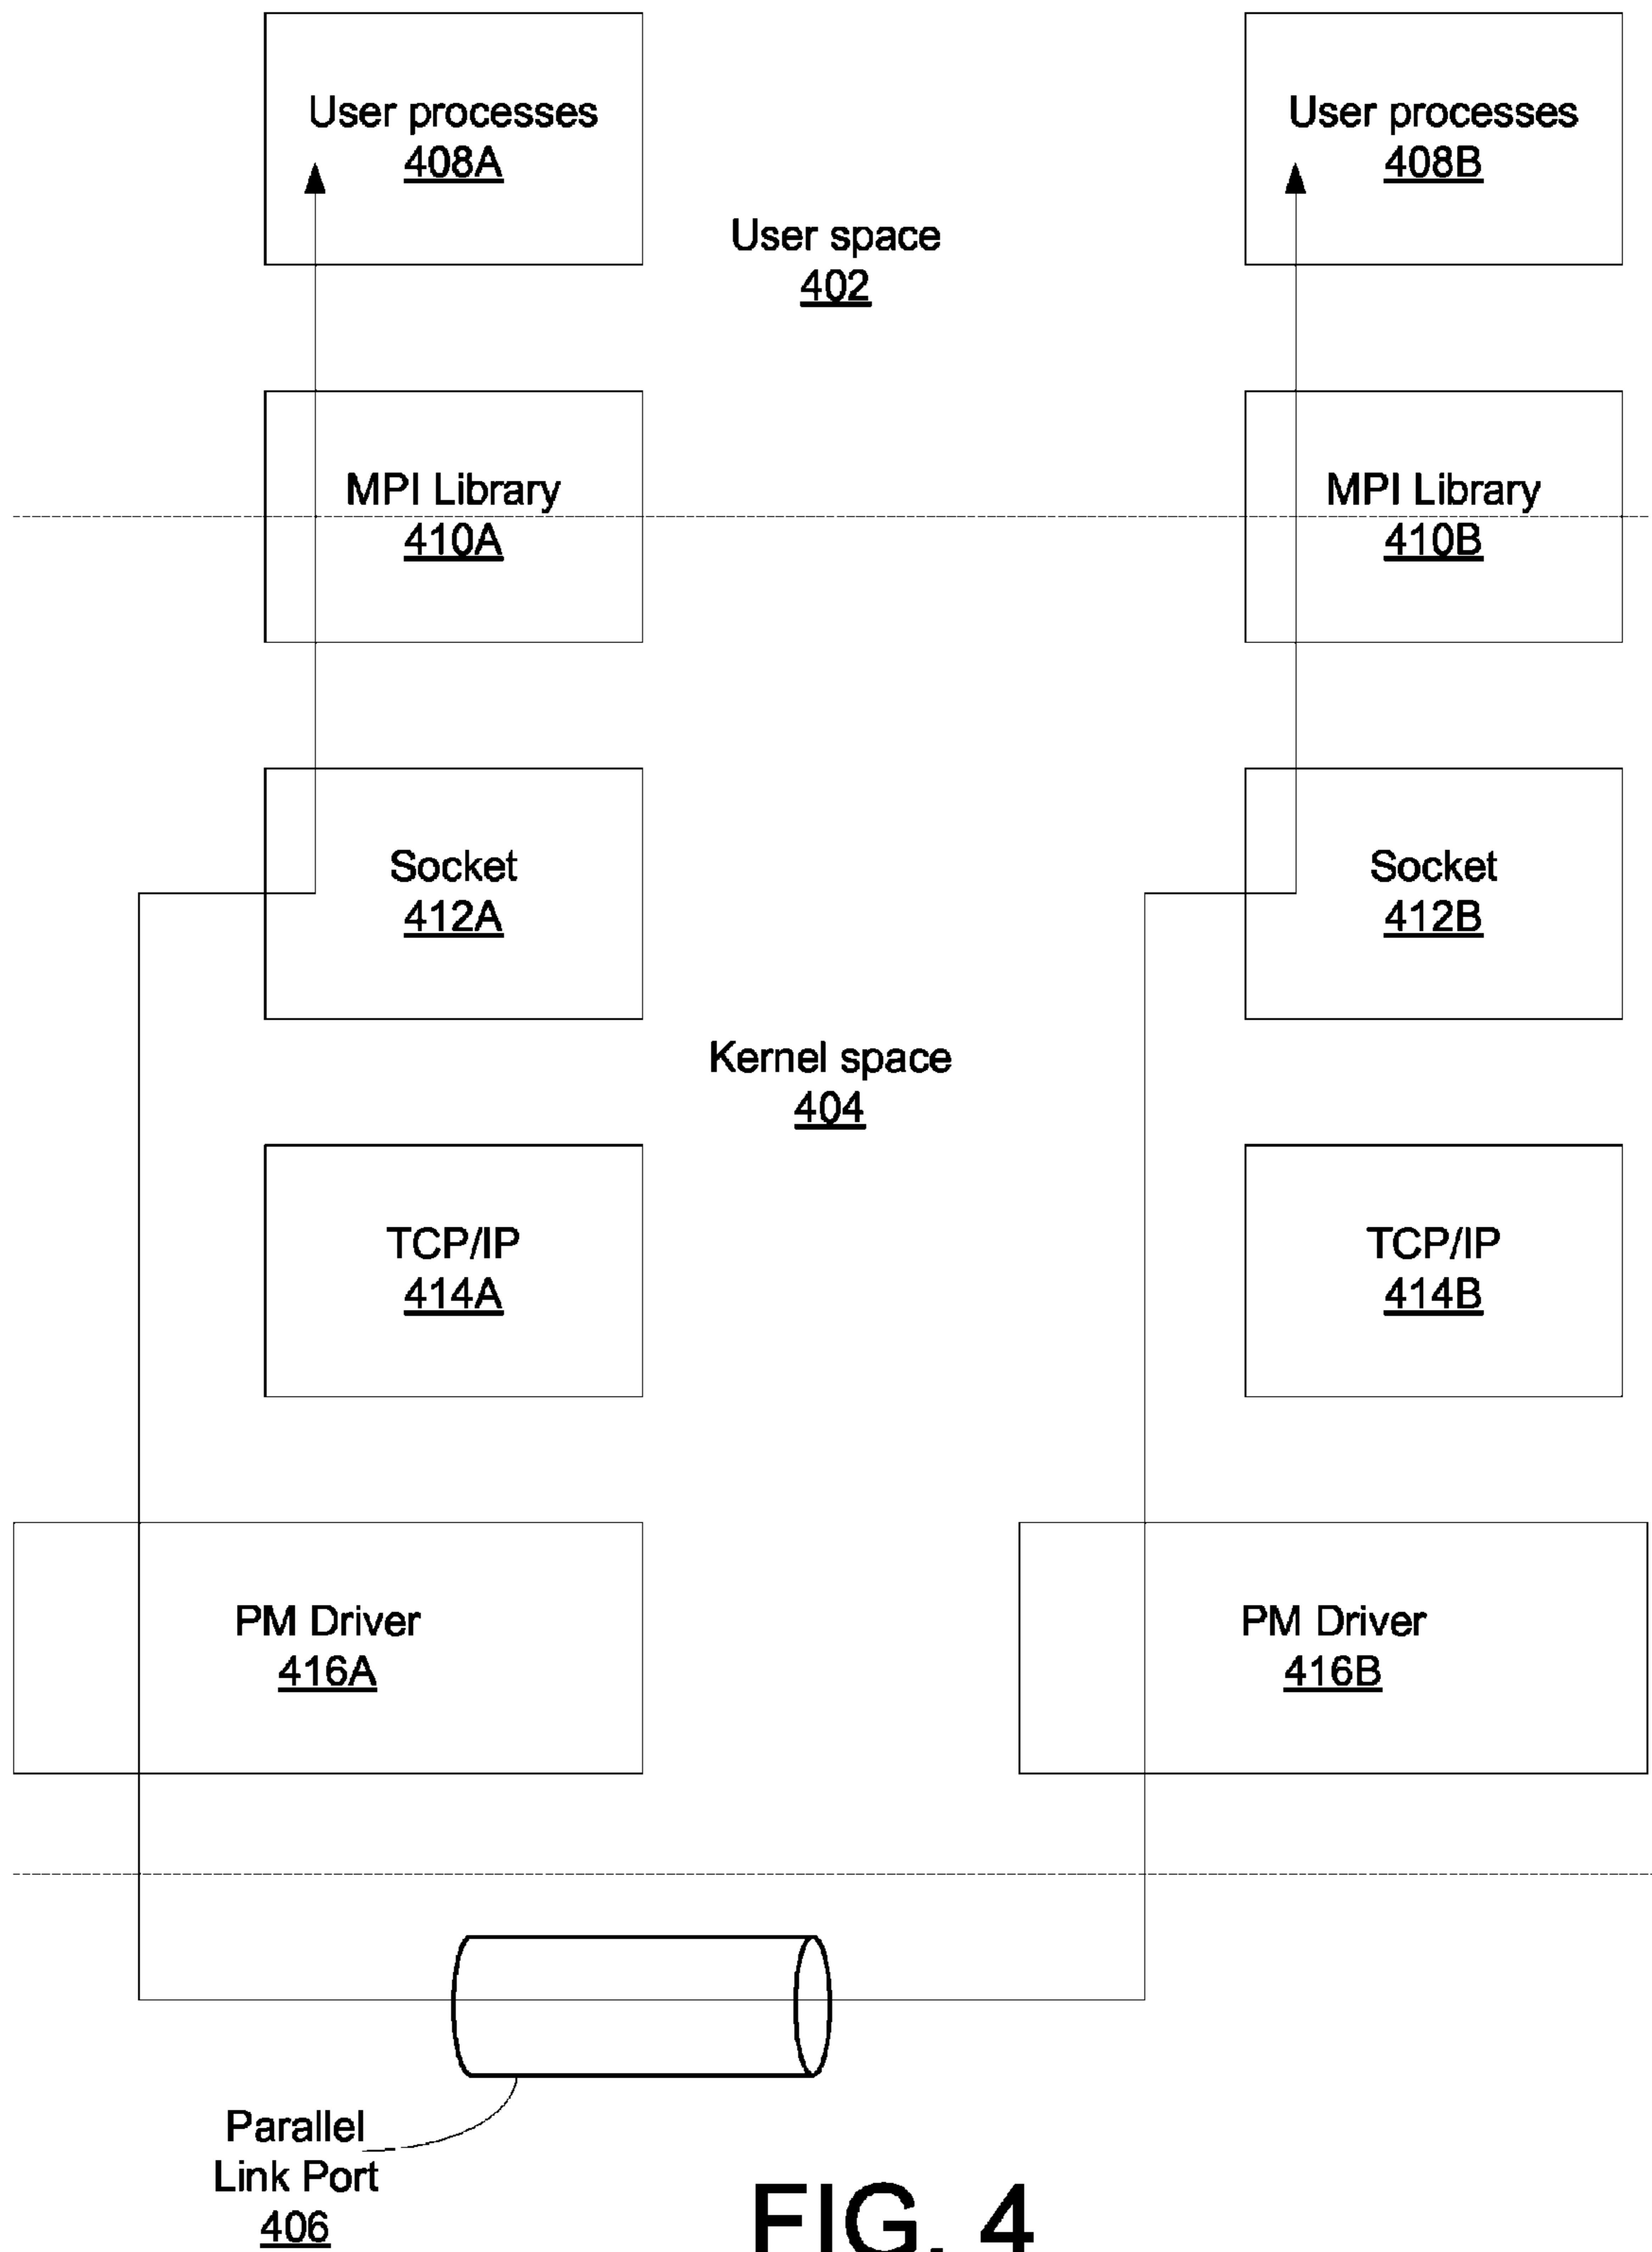 User processes
408A
User processes
408B
User space
402
MPI Library
410A
MPI Library
410B
Socket
412A
Socket
412B
Kernel space
404
TCP/IP
414A
TCP/IP
414B
PM Driver
416A
PM Driver
416B
Parallel
Link Port
406
FIG. 4